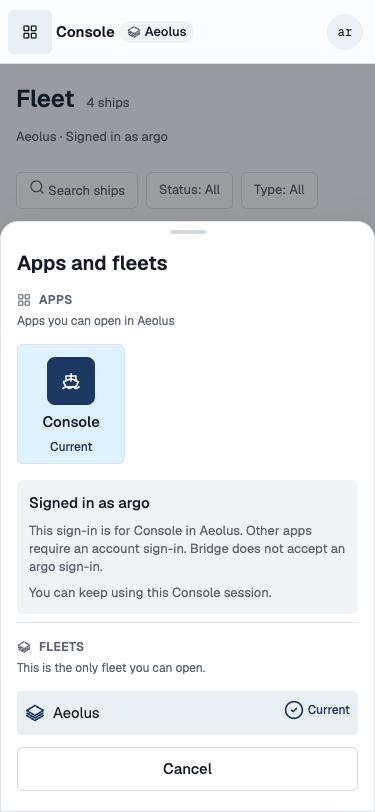 Console Aeolus ar
Fleet 4 ships
Aeolus · Signed in as argo
Search ships Status: All Type: All
Apps and fleets
APPS
Apps you can open in Aeolus
Console
Current
Signed in as argo
This sign-in is for Console in Aeolus. Other apps
require an account sign-in. Bridge does not accept an
argo sign-in.
You can keep using this Console session.
FLEETS
This is the only fleet you can open.
Aeolus Current
Cancel